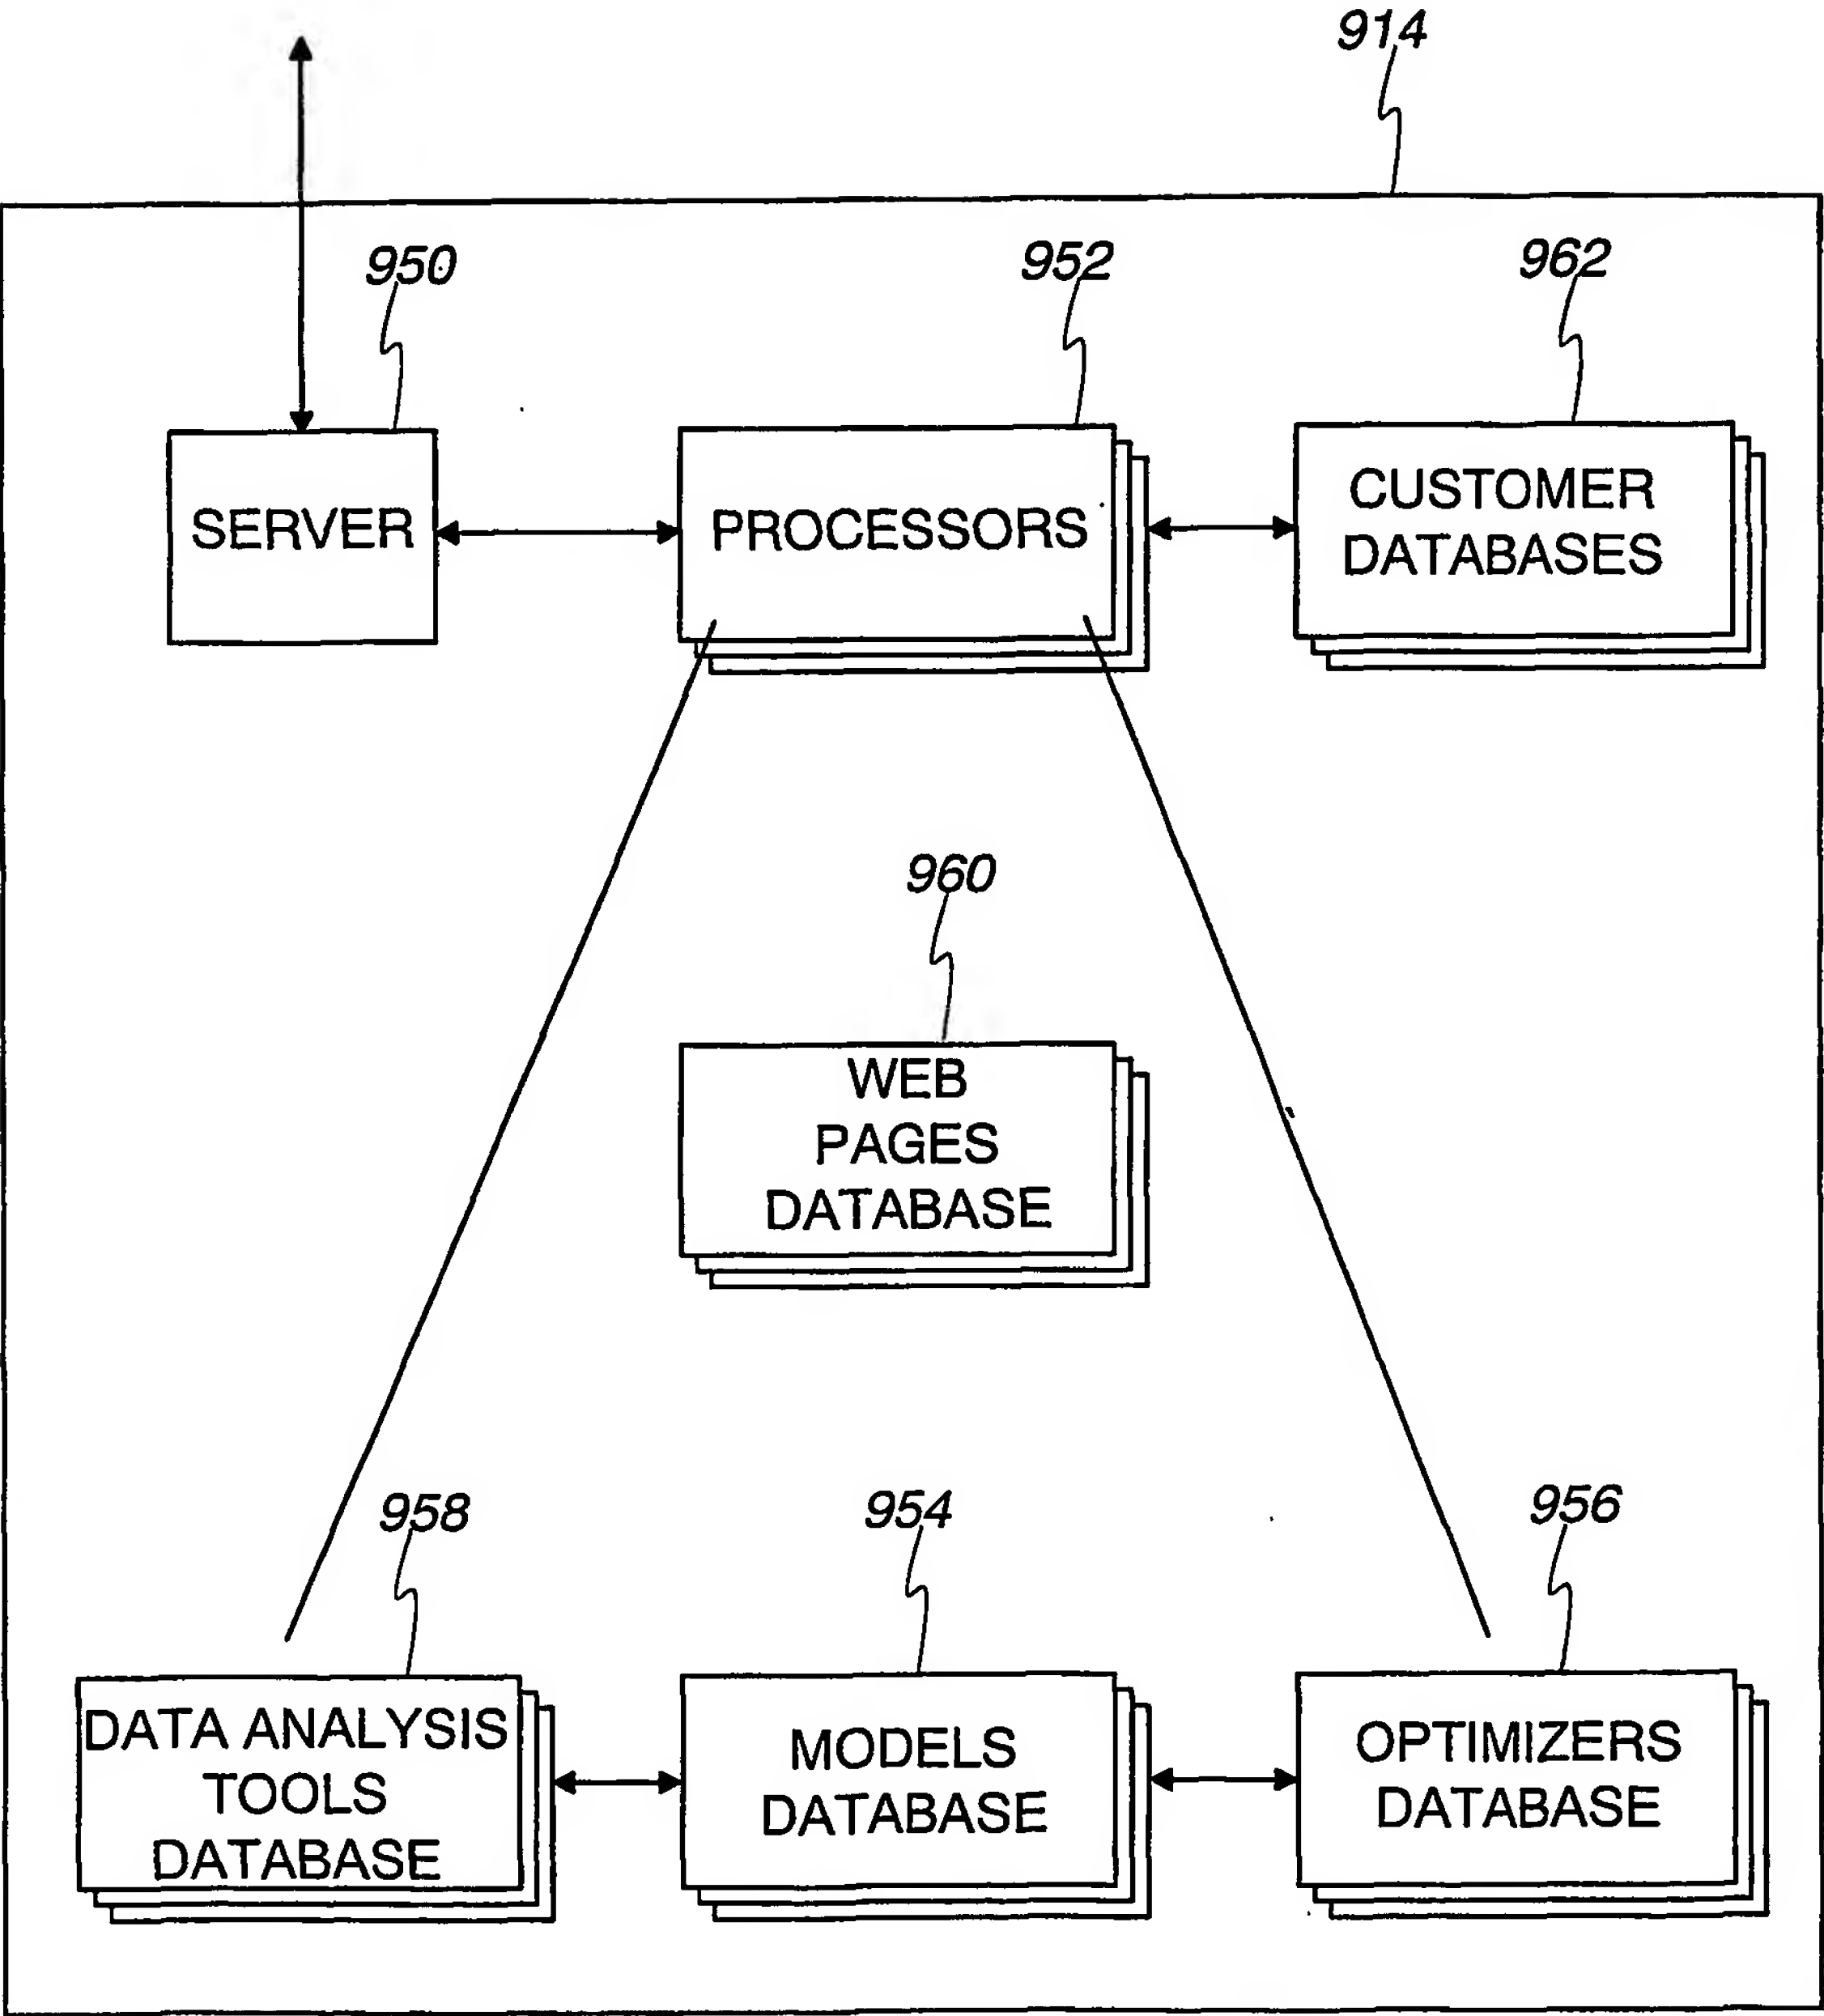 914
950
952
962
SERVER
PROCESSORS
CUSTOMER
DATABASES
960
WEB
PAGES
DATABASE
958
954
956
DATA ANALYSIS
TOOLS
DATABASE
MODELS
DATABASE
OPTIMIZERS
DATABASE